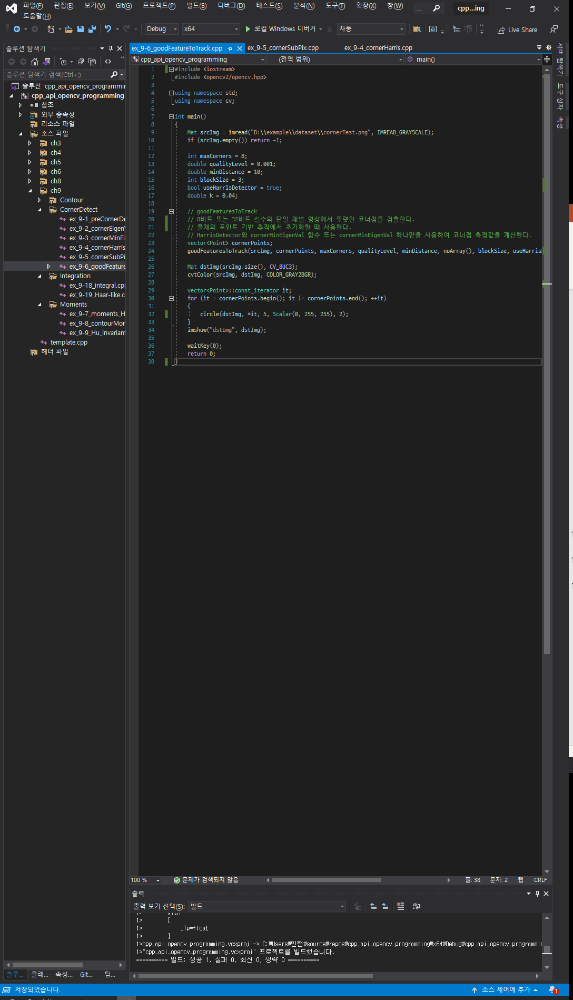 파일(F) 편집(E) 보기(V) Git(G) 프로젝트(P) 빌드(B) 디버그(D) 테스트(S) 분석(N) 도구(T) 확장(X) 창(W) ... cpp...ing
도움말(H)
Debug x64 로컬 Windows 디버거 자동 Live Share
솔루션 탐색기
솔루션 탐색기 검색(Ctrl+;)
솔루션 'cpp_api_opencv_programmin
cpp_api_opencv_programming
참조
외부 종속성
리소스 파일
소스 파일
ch3
ch4
ch5
ch6
ch8
ch9
Contour
CornerDetect
ex_9-1_preCornerDe
ex_9-2_cornerEigen
ex_9-3_cornerMinEi
ex_9-4_cornerHarris
ex_9-5_cornerSubPi
ex_9-6_goodFeature
Integration
ex_9-18_integral.cpp
ex_9-19_Haar-like.c
Moments
ex_9-7_moments_H
ex_9-8_contourMon
ex_9-9_Hu_invariant
template.cpp
헤더 파일
솔루... 클래... 속성... Git... 팀...
ex_9-6_goodFeatureToTrack.cpp ex_9-5_cornerSubPix.cpp ex_9-4_cornerHarris.cpp
cpp_api_opencv_programming (전역 범위) main()
1 #include <iostream>
2 #include <opencv2/opencv.hpp>
3
4 using namespace std;
5 using namespace cv;
6
7 int main()
8 {
9 Mat srcImg = imread("D:\\example\\dataset\\cornerTest.png", IMREAD_GRAYSCALE);
10 if (srcImg.empty()) return -1;
11
12 int maxCorners = 8;
13 double qualityLevel = 0.001;
14 double minDistance = 10;
15 int blockSize = 3;
16 bool useHarrisDetector = true;
17 double k = 0.04;
18
19 // goodFeaturesToTrack
20 // 8비트 또는 32비트 실수의 단일 채널 영상에서 뚜렷한 코너점을 검출한다.
21 // 물체의 포인트 기반 추적에서 초기화할 때 사용한다.
22 // HarrisDetector와 cornerMinEigenVal 함수 또는 cornerMinEigenVal 하나만을 사용하여 코너점 측정값을 계산한다.
23 vector<Point> cornerPoints;
24 goodFeaturesToTrack(srcImg, cornerPoints, maxCorners, qualityLevel, minDistance, noArray(), blockSize, useHarris
25
26 Mat dstImg(srcImg.size(), CV_8UC3);
27 cvtColor(srcImg, dstImg, COLOR_GRAY2BGR);
28
29 vector<Point>::const_iterator it;
30 for (it = cornerPoints.begin(); it != cornerPoints.end(); ++it)
31 {
32 circle(dstImg, *it, 5, Scalar(0, 255, 255), 2);
33 }
34 imshow("dstImg", dstImg);
35
36 waitKey(0);
37 return 0;
38 }
100 % 문제가 검색되지 않음 줄: 38 문자: 2 탭 CRLF
출력
출력 보기 선택(S): 빌드
1> [
1> _Tp=float
1> ]
1>cpp_api_opencv_programming.vcxproj -> C:₩Users₩인턴₩source₩repos₩cpp_api_opencv_programming₩x64₩Debug₩cpp_api_opencv_programmin
1>"cpp_api_opencv_programming.vcxproj" 프로젝트를 빌드했습니다.
========== 빌드: 성공 1, 실패 0, 최신 0, 생략 0 ==========
서버 탐색기
도구 상자
속성
저장되었습니다. 소스 제어에 추가 1